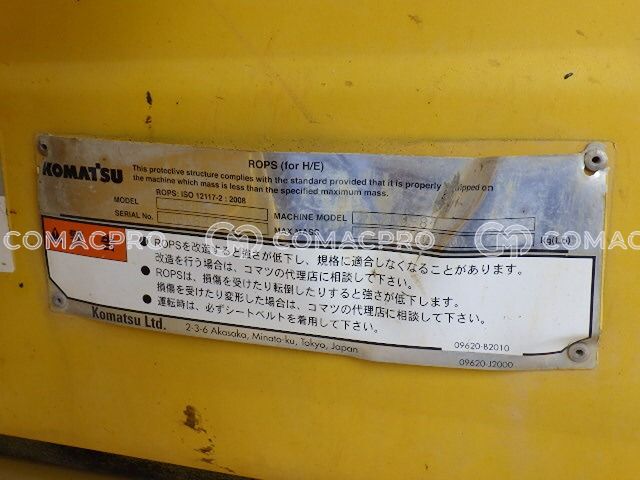 KOMATSU
ROPS (for H/E)
This protective structure complies with the standard provided that it is properly equipped on
the machine which mass is less than the specified maximum mass.
ROPS: ISO 12117-2 : 2008
MODEL
SERIAL No.
MACHINE MODEL
MAX MASS
kg(Lb)
COMACPRO COMACPRO COMACPRO
● ROPSを改造すると強さが低下し、規格に適合しなくなることがあります。
改造を行う場合は、コマツの代理店に相談して下さい。
● ROPSは、損傷を受けたり転倒したりすると強さが低下します。
損傷を受けたり変形した場合は、コマツの代理店に相談して下さい。
● 運転時は、必ずシートベルトを着用して下さい。
Komatsu Ltd.
2-3-6 Akasaka, Minato-ku, Tokyo, Japan
09620-B2010
09620-J2000